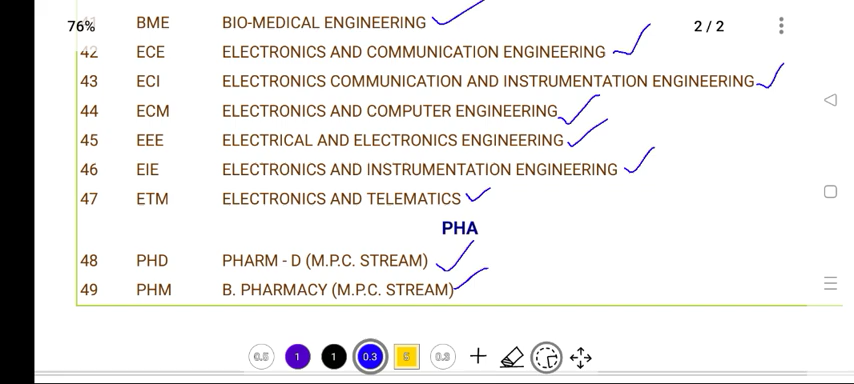 76%
2 / 2
41 BME BIO-MEDICAL ENGINEERING
42 ECE ELECTRONICS AND COMMUNICATION ENGINEERING
43 ECI ELECTRONICS COMMUNICATION AND INSTRUMENTATION ENGINEERING
44 ECM ELECTRONICS AND COMPUTER ENGINEERING
45 EEE ELECTRICAL AND ELECTRONICS ENGINEERING
46 EIE ELECTRONICS AND INSTRUMENTATION ENGINEERING
47 ETM ELECTRONICS AND TELEMATICS
PHA
48 PHD PHARM - D (M.P.C. STREAM)
49 PHM B. PHARMACY (M.P.C. STREAM)
0.5 1 1 0.3 5 0.3